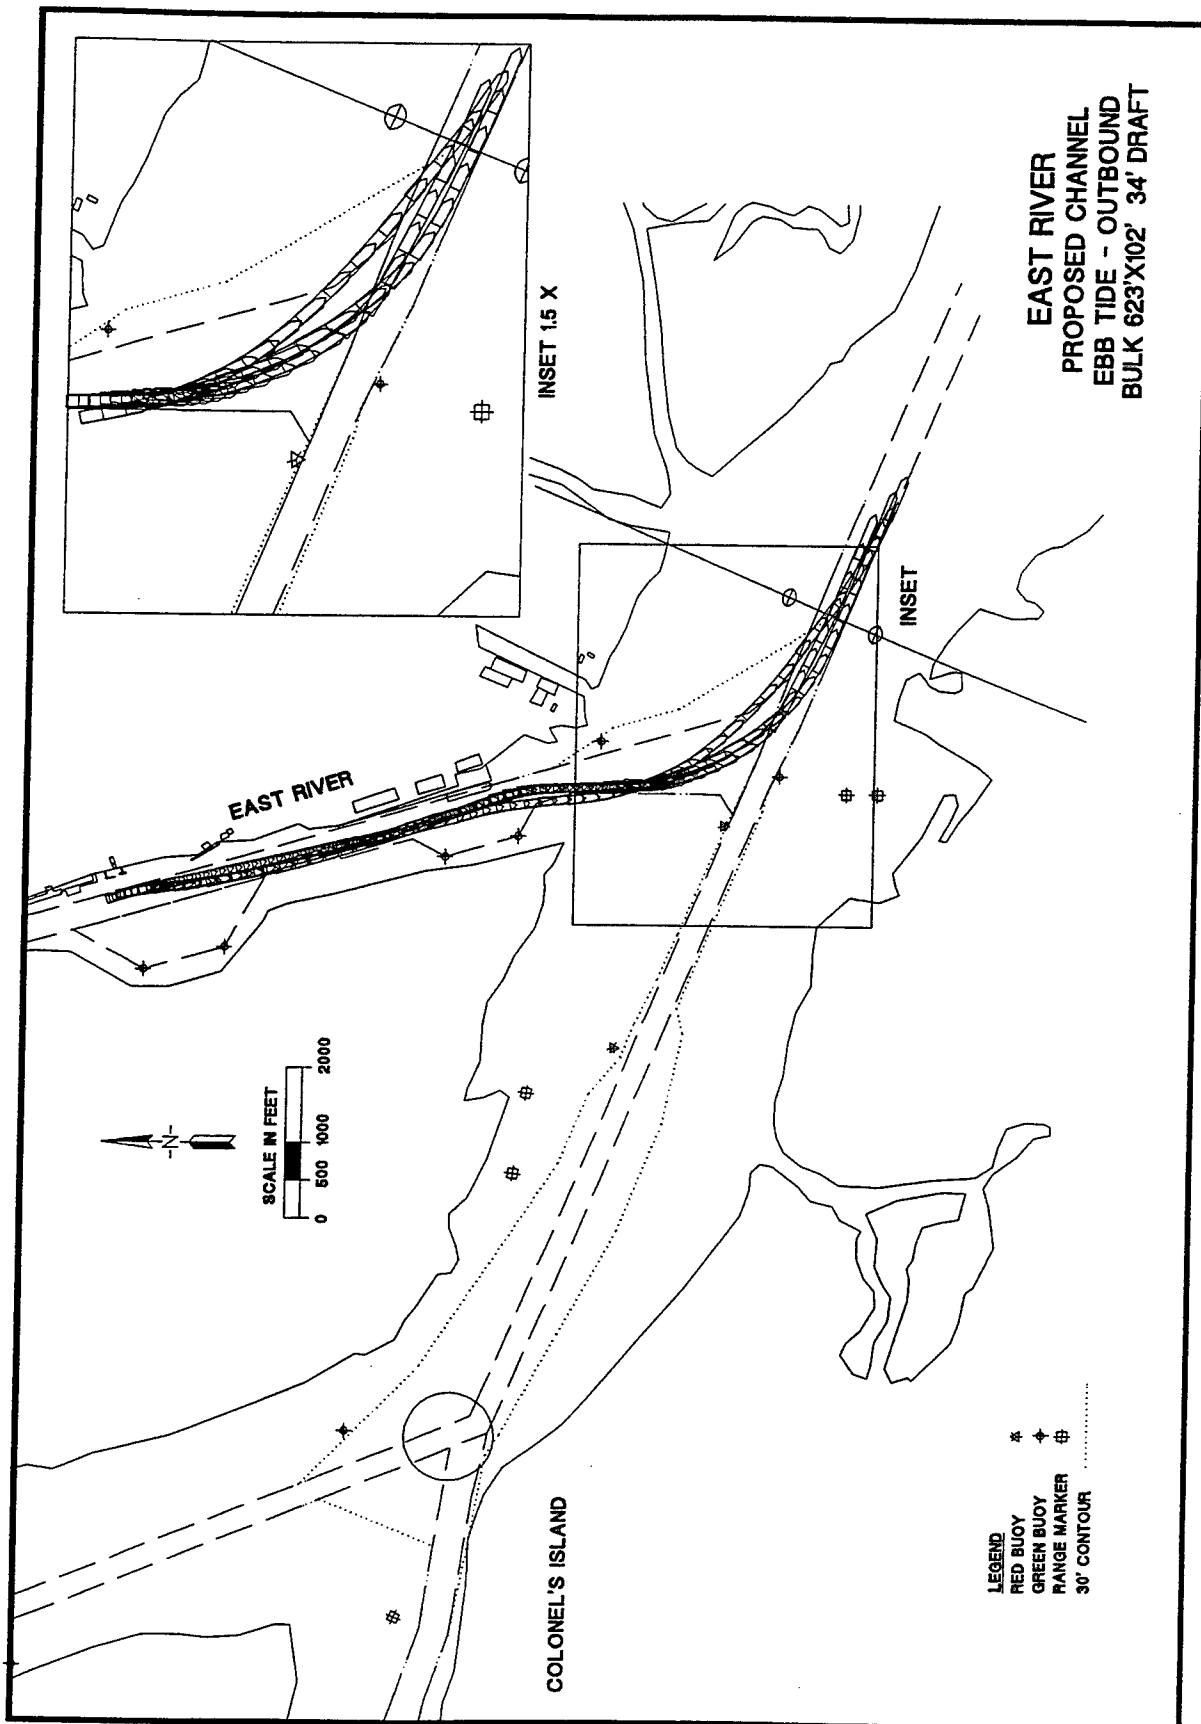 EAST RIVER
PROPOSED CHANNEL
EBB TIDE - OUTBOUND
BULK 623'X102' 34' DRAFT
INSET 1.5 X
INSET
EAST RIVER
-N-
SCALE IN FEET
0 500 1000 2000
COLONEL'S ISLAND
LEGEND
RED BUOY
GREEN BUOY
RANGE MARKER
30' CONTOUR